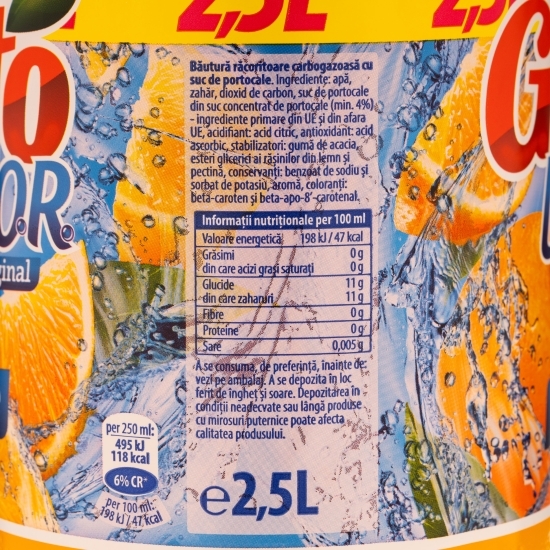 2,5L
2,5
to
G
.O.R.
ginal
Băutură răcoritoare carbogazoasă cu
suc de portocale. Ingrediente: apă,
zahăr, dioxid de carbon, suc de portocale
din suc concentrat de portocale (min. 4%)
- ingrediente primare din UE și din afara
UE, acidifiant: acid citric, antioxidant: acid
ascorbic, stabilizatori: gumă de acacia,
esteri glicerici ai rășinilor din lemn și
pectină, conservanți: benzoat de sodiu și
sorbat de potasiu, aromă, coloranți:
beta-caroten și beta-apo-8'-carotenal.
Informații nutriționale per 100 ml
Valoare energetică 198 kJ / 47 kcal
Grăsimi 0 g
din care acizi grași saturați 0 g
Glucide 11 g
din care zaharuri 11 g
Fibre 0 g
Proteine 0 g
Sare 0,005 g
A se consuma, de preferință, înainte de:
vezi pe ambalaj. A se depozita în loc
ferit de îngheț și soare. Depozitarea în
condiții neadecvate sau lângă produse
cu mirosuri puternice poate afecta
calitatea produsului.
per 250 ml:
495 kJ
118 kcal
6% CR*
per 100 ml:
198 kJ / 47 kcal
e2,5L